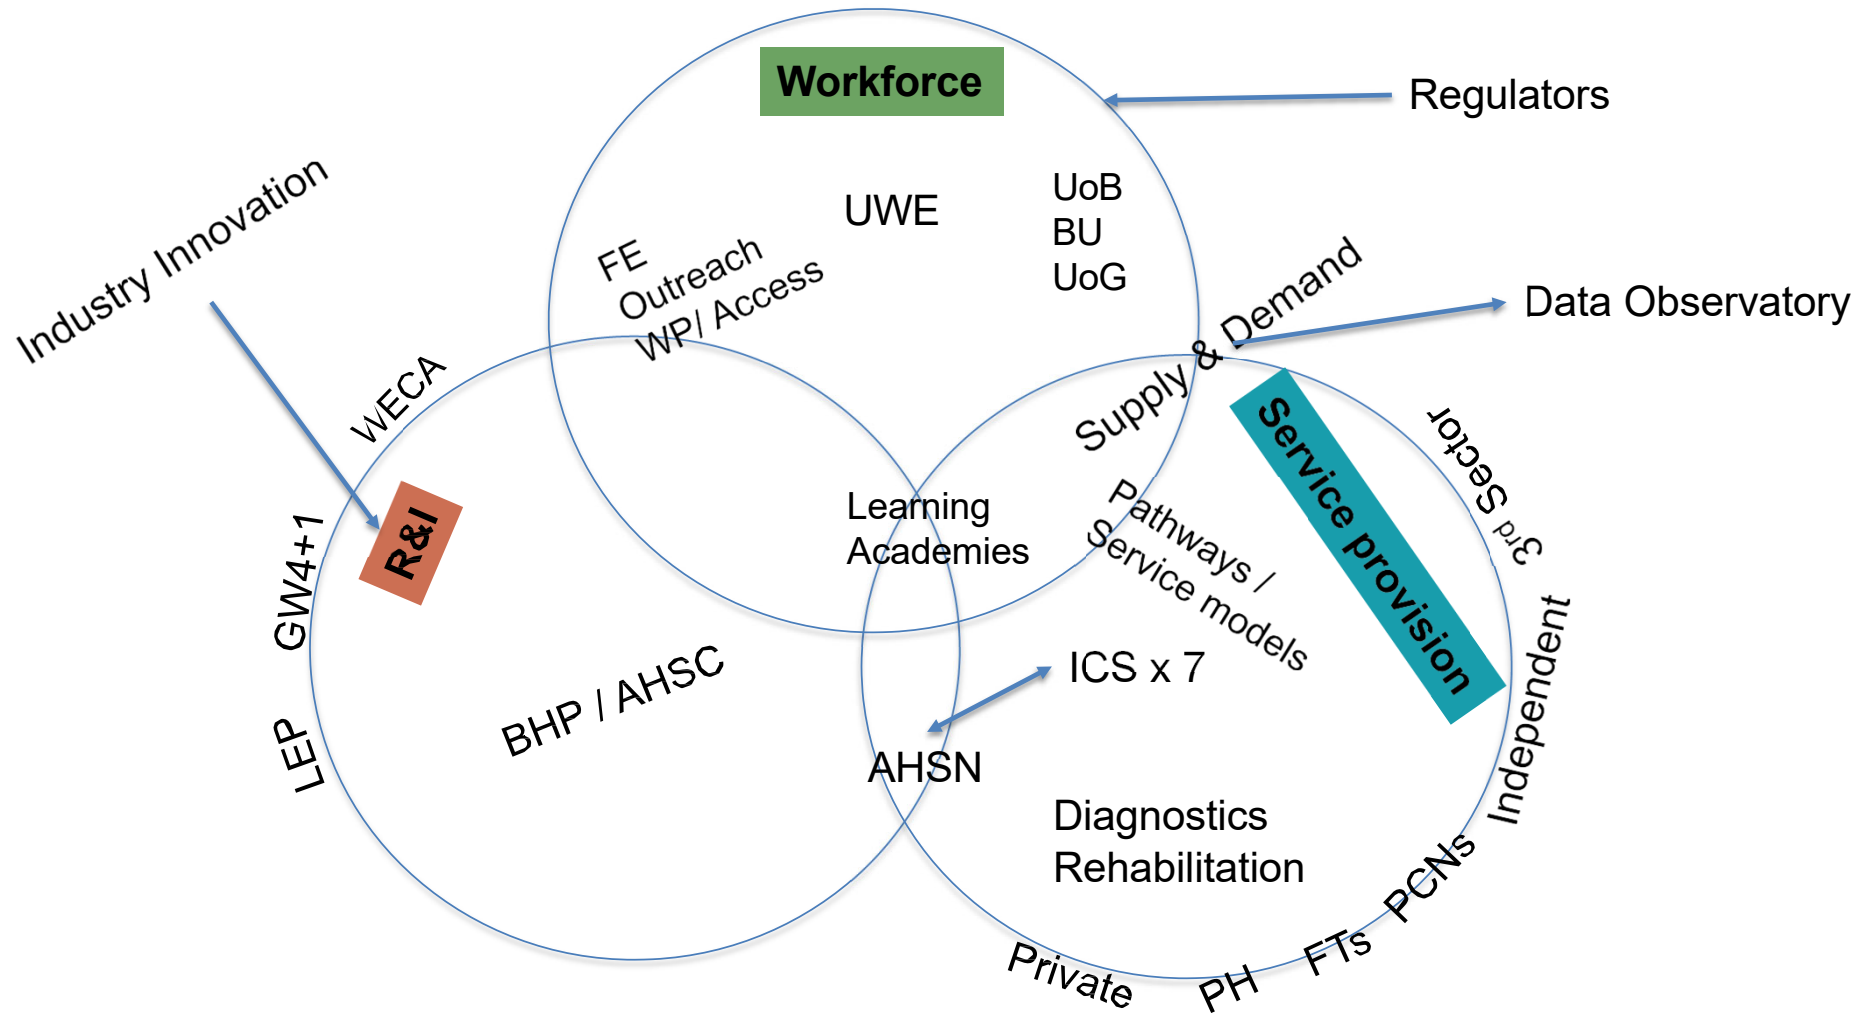 Workforce
Regulators
UWE
UoB
BU
UoG
FE
Outreach
WP/ Access
Industry Innovation
Supply & Demand
Data Observatory
WECA
R&I
GW4+1
LEP
BHP / AHSC
Learning
Academies
Pathways /
Service models
Service provision
3rd Sector
Independent
ICS x 7
AHSN
Diagnostics
Rehabilitation
PCNs
FTs
PH
Private